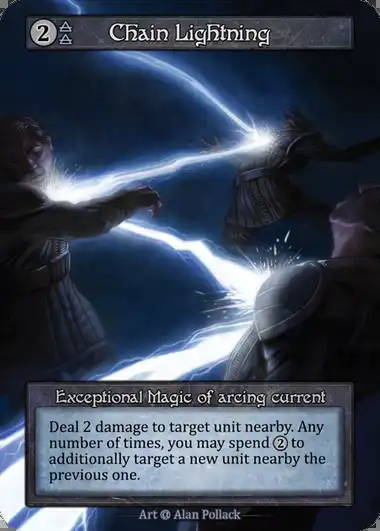 2 Chain Lightning
Exceptional Magic of arcing current
Deal 2 damage to target unit nearby. Any
number of times, you may spend ② to
additionally target a new unit nearby the
previous one.
Art @ Alan Pollack